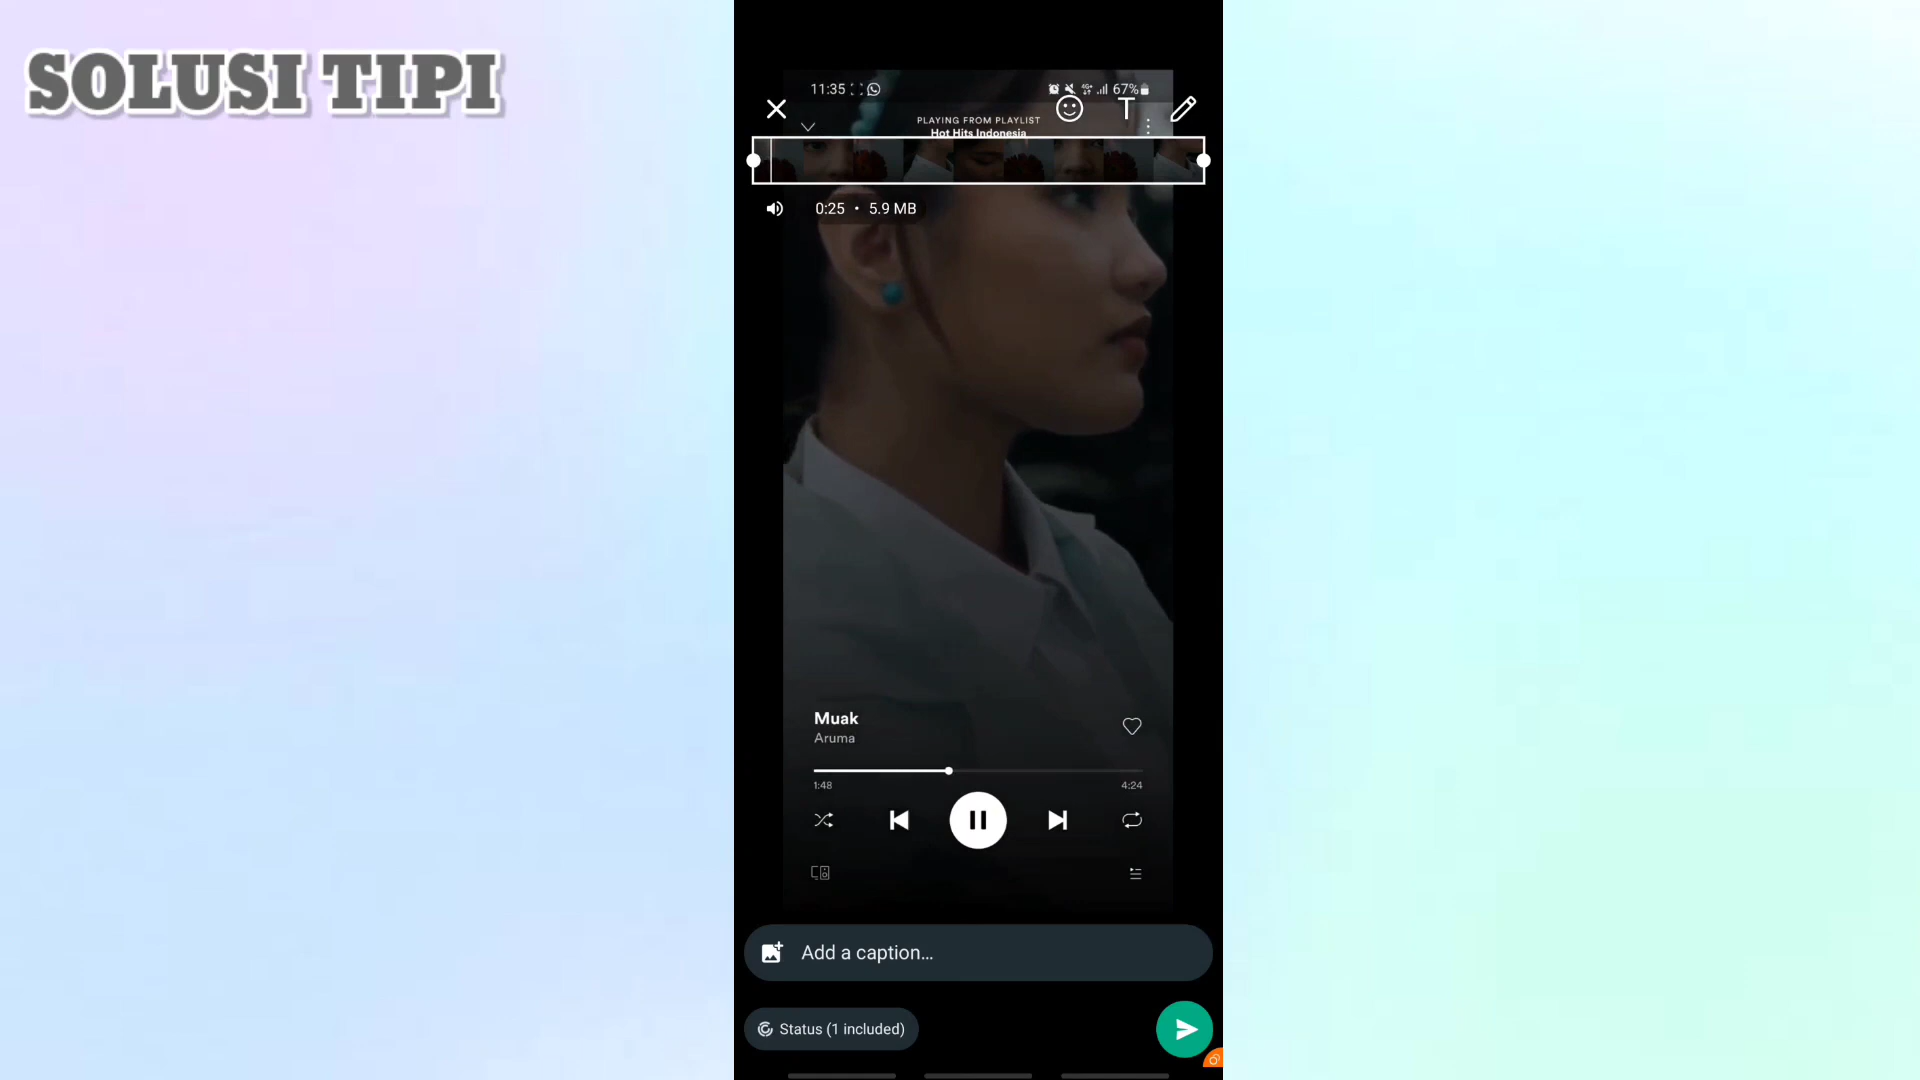 SOLUSI TIPI
11:35
67%
PLAYING FROM PLAYLIST
Hot Hits Indonesia
T
0:25 • 5.9 MB
Muak
Aruma
1:48
4:24
Add a caption...
Status (1 included)